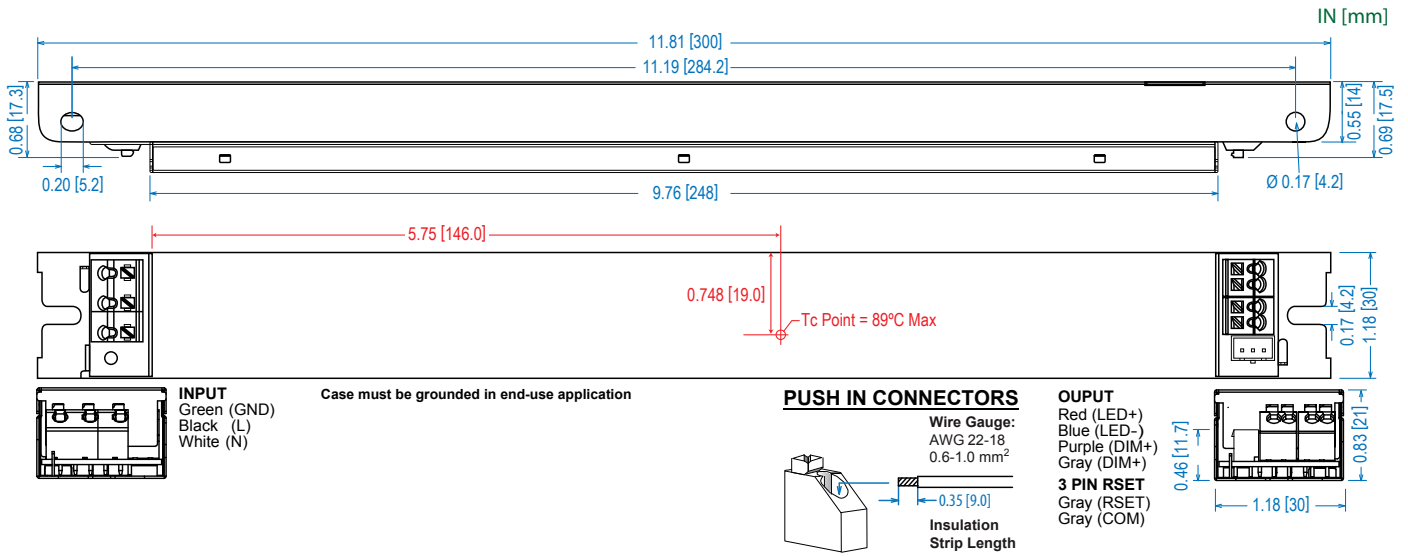 IN [mm]
11.81 [300]
11.19 [284.2]
0.68 [17.3]
0.55 [14]
0.69 [17.5]
0.20 [5.2]
Ø 0.17 [4.2]
9.76 [248]
5.75 [146.0]
0.748 [19.0]
Tc Point = 89ºC Max
0.17 [4.2]
1.18 [30]
INPUT
Green (GND)
Black (L)
White (N)
Case must be grounded in end-use application
PUSH IN CONNECTORS
Wire Gauge:
AWG 22-18
0.6-1.0 mm²
0.35 [9.0]
Insulation
Strip Length
OUPUT
Red (LED+)
Blue (LED-)
Purple (DIM+)
Gray (DIM+)
3 PIN RSET
Gray (RSET)
Gray (COM)
0.46 [11.7]
0.83 [21]
1.18 [30]